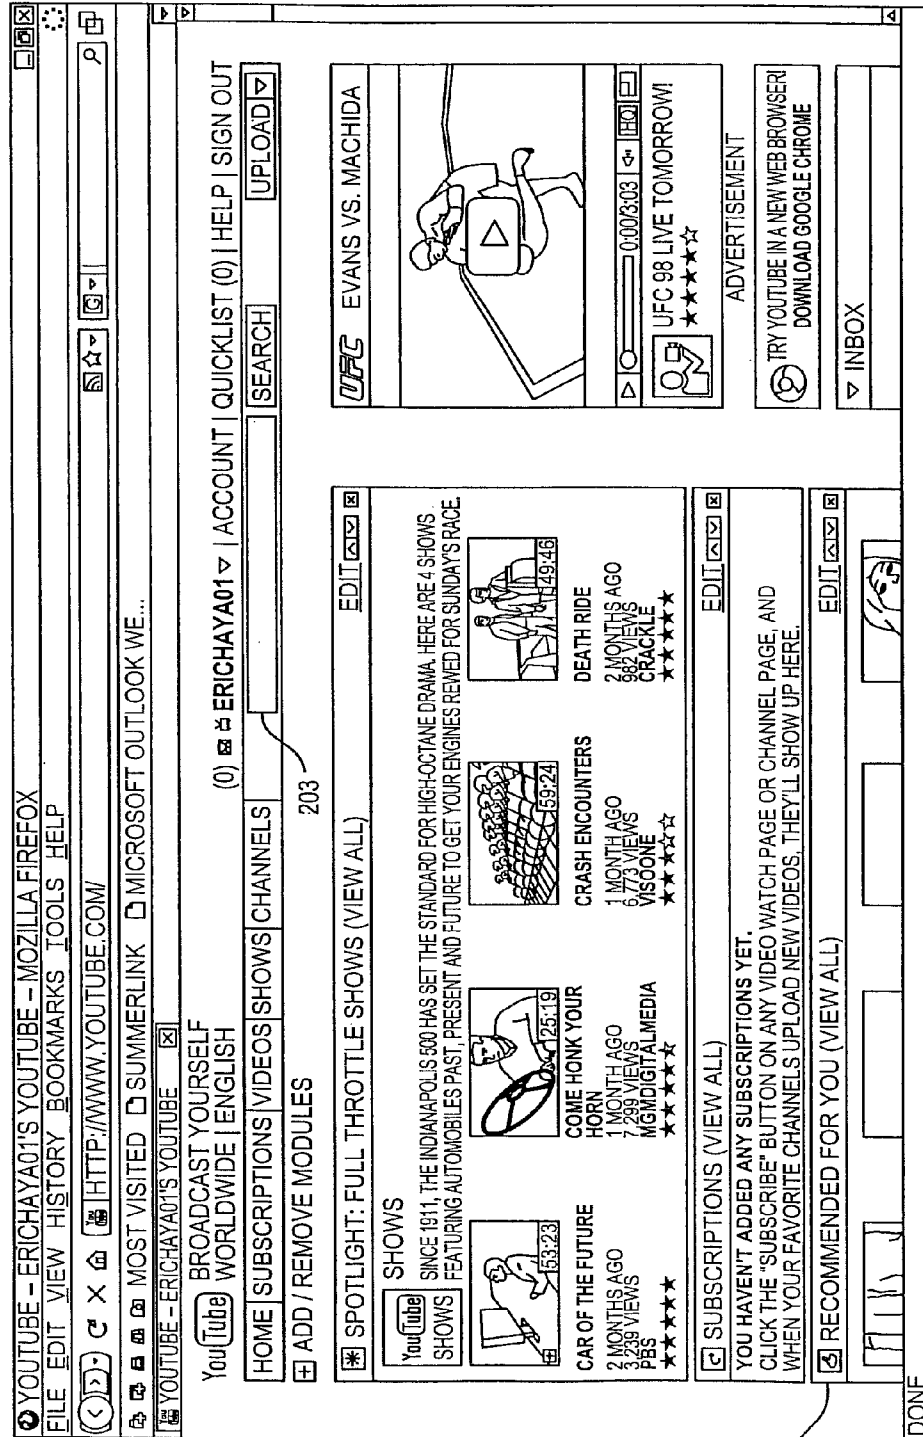 YOUTUBE – ERICHAYA01'S YOUTUBE – MOZILLA FIREFOX
FILE EDIT VIEW HISTORY BOOKMARKS TOOLS HELP
You Tube HTTP://WWW.YOUTUBE.COM/ G
MOST VISITED SUMMERLINK MICROSOFT OUTLOOK WE...
You Tube YOUTUBE – ERICHAYA01'S YOUTUBE
YouTube BROADCAST YOURSELF
WORLDWIDE | ENGLISH
(0) ERICHAYA01 | ACCOUNT | QUICKLIST (0) | HELP | SIGN OUT
HOME SUBSCRIPTIONS VIDEOS SHOWS CHANNELS SEARCH UPLOAD
203
ADD / REMOVE MODULES
SPOTLIGHT: FULL THROTTLE SHOWS (VIEW ALL) EDIT
YouTube SHOWS
SHOWS
SINCE 1911, THE INDIANAPOLIS 500 HAS SET THE STANDARD FOR HIGH-OCTANE DRAMA. HERE ARE 4 SHOWS
FEATURING AUTOMOBILES PAST, PRESENT AND FUTURE TO GET YOUR ENGINES REWED FOR SUNDAY'S RACE.
53:23
CAR OF THE FUTURE
2 MONTHS AGO
3,239 VIEWS
PBS
★★★★★
25:19
COME HONK YOUR
HORN
1 MONTH AGO
7,299 VIEWS
MGMDIGITALMEDIA
★★★★☆
59:24
CRASH ENCOUNTERS
1 MONTH AGO
6,773 VIEWS
VISOONE
★★★☆☆
49:46
DEATH RIDE
2 MONTHS AGO
982 VIEWS
CRACKLE
★★★★★
SUBSCRIPTIONS (VIEW ALL) EDIT
YOU HAVEN'T ADDED ANY SUBSCRIPTIONS YET.
CLICK THE "SUBSCRIBE" BUTTON ON ANY VIDEO WATCH PAGE OR CHANNEL PAGE, AND
WHEN YOUR FAVORITE CHANNELS UPLOAD NEW VIDEOS, THEY'LL SHOW UP HERE.
RECOMMENDED FOR YOU (VIEW ALL) EDIT
UFC EVANS VS. MACHIDA
0:00/3:03 HQ
UFC 98 LIVE TOMORROW!
★★★★☆
ADVERTISEMENT
TRY YOUTUBE IN A NEW WEB BROWSER!
DOWNLOAD GOOGLE CHROME
INBOX
DONE